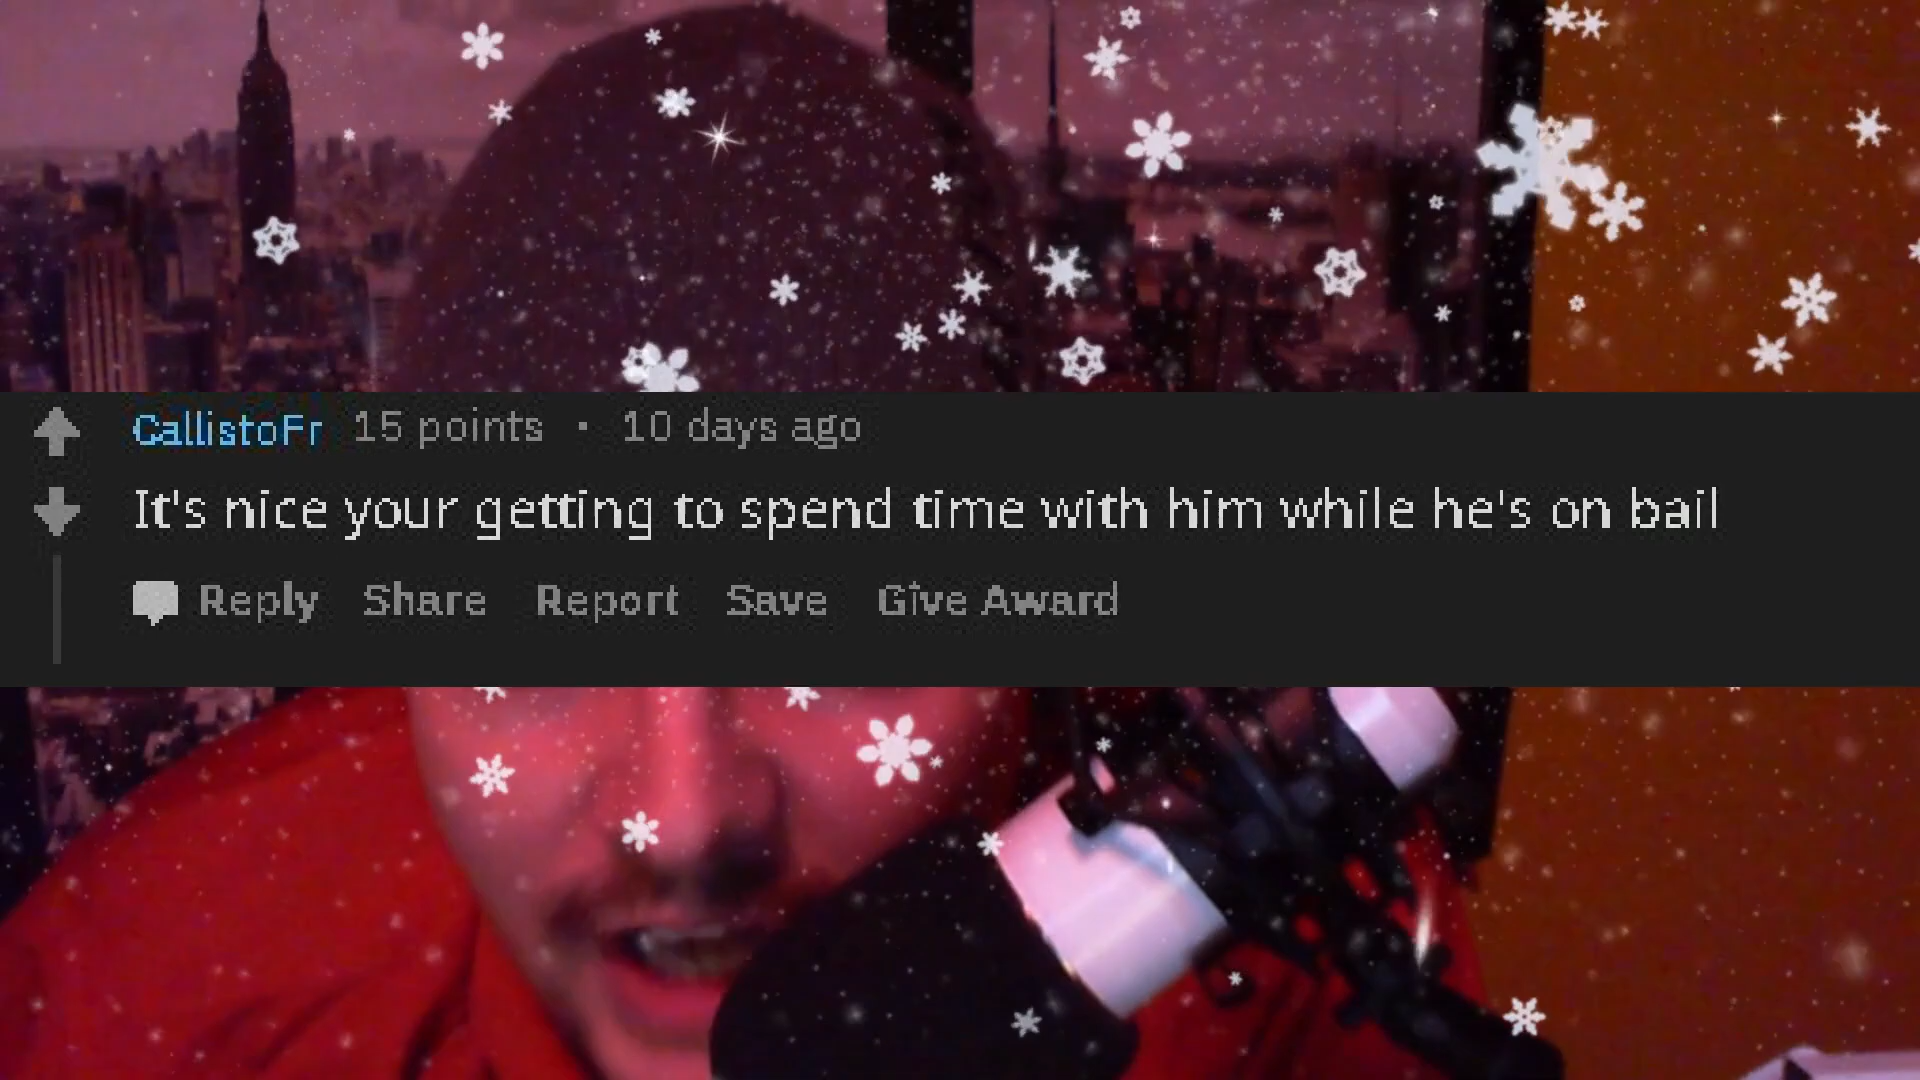 CallistoFr 15 points · 10 days ago
It's nice your getting to spend time with him while he's on bail
Reply Share Report Save Give Award